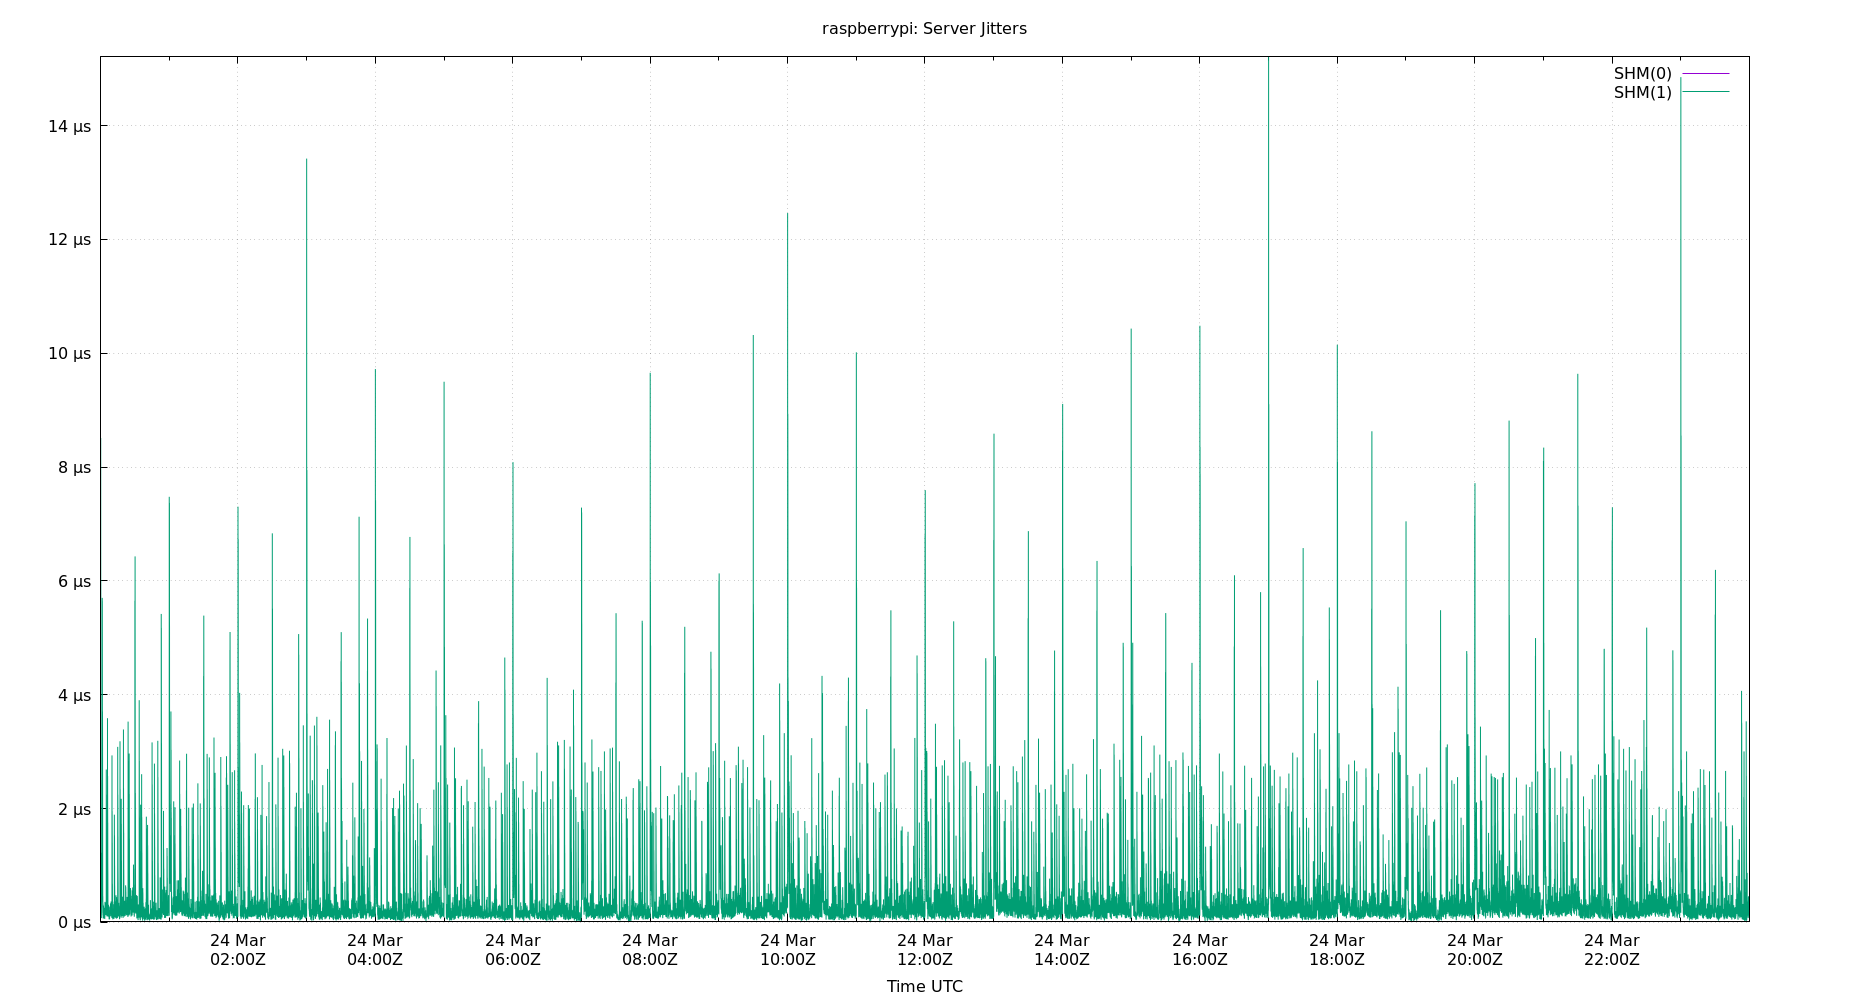 raspberrypi: Server Jitters
SHM(0)
SHM(1)
14 µs
12 µs
10 µs
8 µs
6 µs
4 µs
2 µs
0 µs
24 Mar 24 Mar 24 Mar 24 Mar 24 Mar 24 Mar 24 Mar 24 Mar 24 Mar 24 Mar 24 Mar
02:00Z 04:00Z 06:00Z 08:00Z 10:00Z 12:00Z 14:00Z 16:00Z 18:00Z 20:00Z 22:00Z
Time UTC